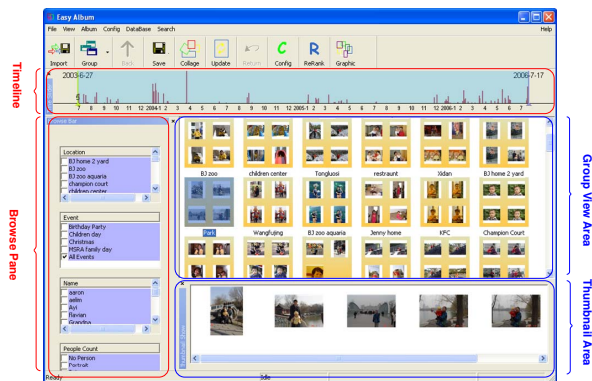 Easy Album
File View Album Config DataBase Search Help
Import Group Back Save Collage Update Return Config ReRank Graphic
Timeline
2003-6-27 2006-7-17
7 8 9 10 11 12 2004-1 2 3 4 5 6 7 8 9 10 11 12 2005-1 2 3 4 5 6 7 8 9 10 11 12 2006-1 2 3 4 5 6 7
Browse Pane
Browse Bar
Location
BJ home 2 yard
BJ zoo
BJ zoo aquaria
champion court
children center
Event
Birthday Party
Children day
Christmas
MSRA family day
All Events
Name
aaron
aelm
Ayi
flavian
Grandpa
People Count
No Person
Portrait
Group View Area
BJ zoo children center Tongluosi restraunt Xidan BJ home 2 yard
Park Wangfujing BJ zoo aquaria Jenny home KFC Champion Court
Thumbnail Area
Ready Idle